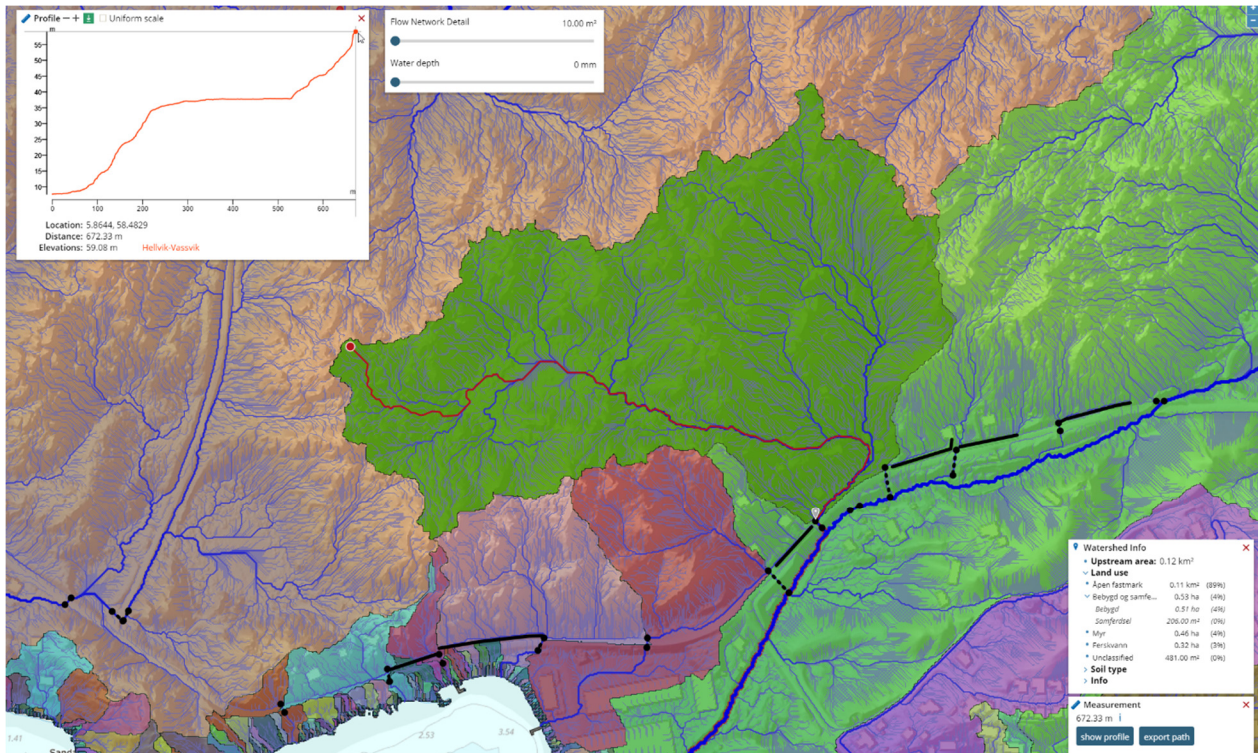 Profile
Uniform scale
m
55
50
45
40
35
30
25
20
15
10
m
0 100 200 300 400 500 600
Location: 5.8644, 58.4829
Distance: 672.33 m
Elevations: 59.08 m Hellvik-Vassvik
Flow Network Detail 10.00 m²
Water depth 0 mm
Watershed Info
Upstream area: 0.12 km²
Land use
Åpen fastmark 0.11 km² (89%)
Bebygd og samfe... 0.53 ha (4%)
Bebygd 0.51 ha (4%)
Samferdsel 206.00 m² (0%)
Myr 0.46 ha (4%)
Ferskvann 0.32 ha (3%)
Unclassified 481.00 m² (0%)
Soil type
Info
Measurement
672.33 m i
show profile export path
1.41
2.53
3.54